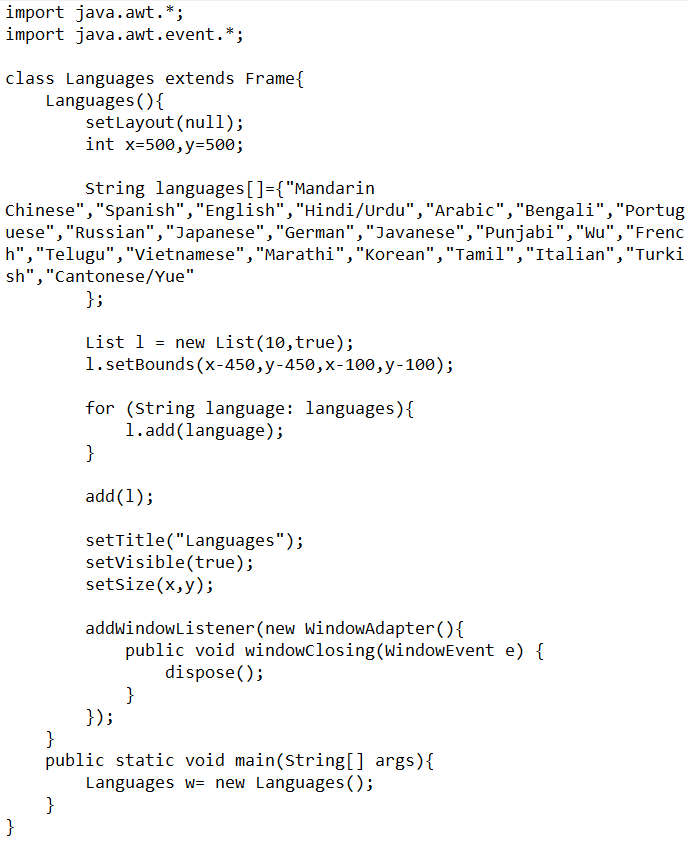 import java.awt.*;
import java.awt.event.*;

class Languages extends Frame{
    Languages(){
        setLayout(null);
        int x=500,y=500;

        String languages[]={"Mandarin
Chinese","Spanish","English","Hindi/Urdu","Arabic","Bengali","Portug
uese","Russian","Japanese","German","Javanese","Punjabi","Wu","Frenc
h","Telugu","Vietnamese","Marathi","Korean","Tamil","Italian","Turki
sh","Cantonese/Yue"
        };

        List l = new List(10,true);
        l.setBounds(x-450,y-450,x-100,y-100);

        for (String language: languages){
            l.add(language);
        }

        add(l);

        setTitle("Languages");
        setVisible(true);
        setSize(x,y);

        addWindowListener(new WindowAdapter(){
            public void windowClosing(WindowEvent e) {
                dispose();
            }
        });
    }
    public static void main(String[] args){
        Languages w= new Languages();
    }
}